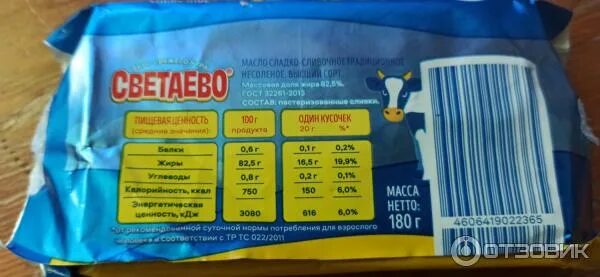 СВЕТАЕВО
МАСЛО СЛАДКО-СЛИВОЧНОЕ ТРАДИЦИОННОЕ
НЕСОЛЕНОЕ. ВЫСШИЙ СОРТ.
Массовая доля жира 82,5%.
ГОСТ 32261-2013
СОСТАВ: пастеризованные сливки.
ПИЩЕВАЯ ЦЕННОСТЬ (средние значения): 100 г продукта ОДИН КУСОЧЕК 20 г %*
Белки 0,6 г 0,1 г 0,2%
Жиры 82,5 г 16,5 г 19,9%
Углеводы 0,8 г 0,2 г 0,1%
Калорийность, ккал 750 150 6,0%
Энергетическая ценность, кДж 3080 616 6,0%
*от рекомендованной суточной нормы потребления для взрослого
человека в соответствии с ТР ТС 022/2011
МАССА
НЕТТО:
180 г
4606419022365
ОТЗОВИК